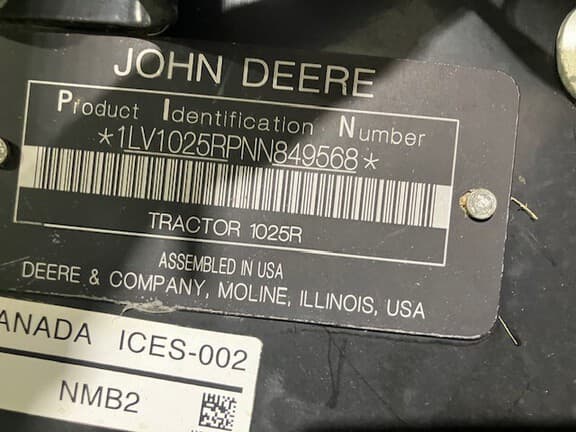 JOHN DEERE
Product Identification Number
*1LV1025RPNN849568*
TRACTOR 1025R
ASSEMBLED IN USA
DEERE & COMPANY, MOLINE, ILLINOIS, USA
ANADA ICES-002
NMB2